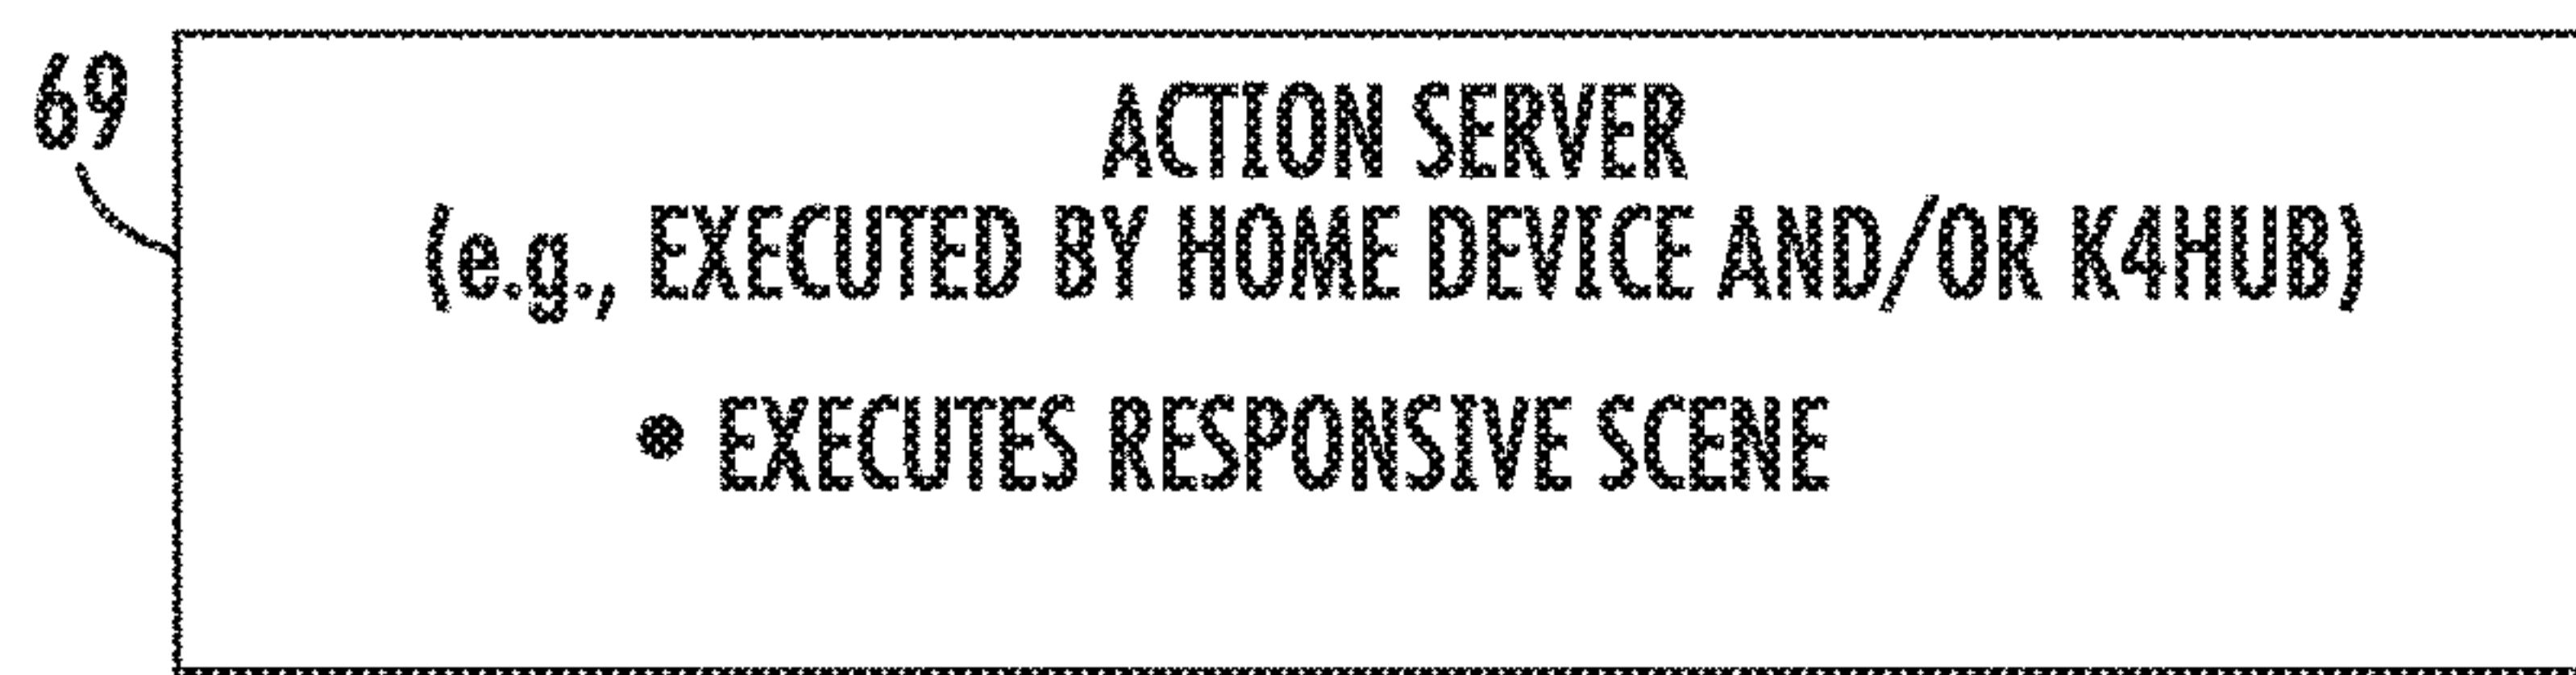 69
ACTION SERVER
(e.g., EXECUTED BY HOME DEVICE AND/OR K4HUB)
• EXECUTES RESPONSIVE SCENE